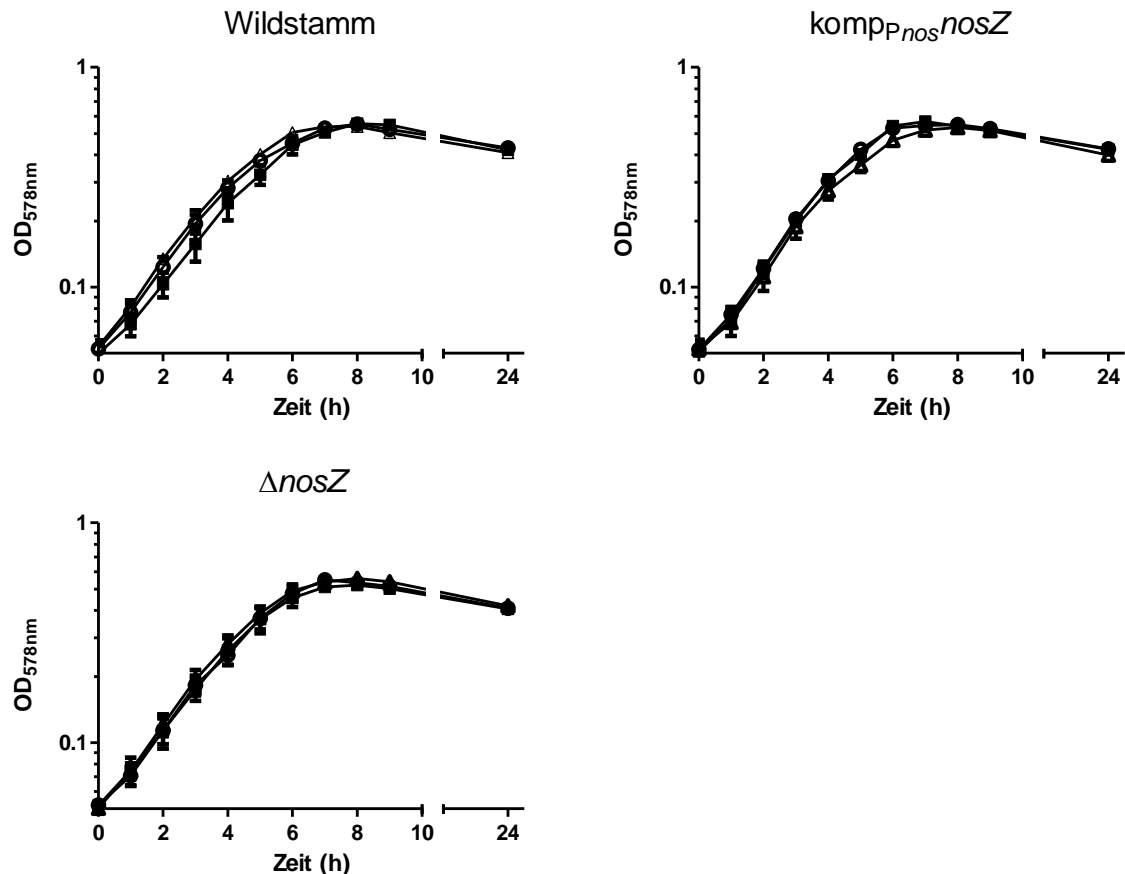 Wildstamm
1
0.1
OD578nm
0 2 4 6 8 10 24
Zeit (h)
kompPnosnosZ
1
0.1
OD578nm
0 2 4 6 8 10 24
Zeit (h)
ΔnosZ
1
0.1
OD578nm
0 2 4 6 8 10 24
Zeit (h)